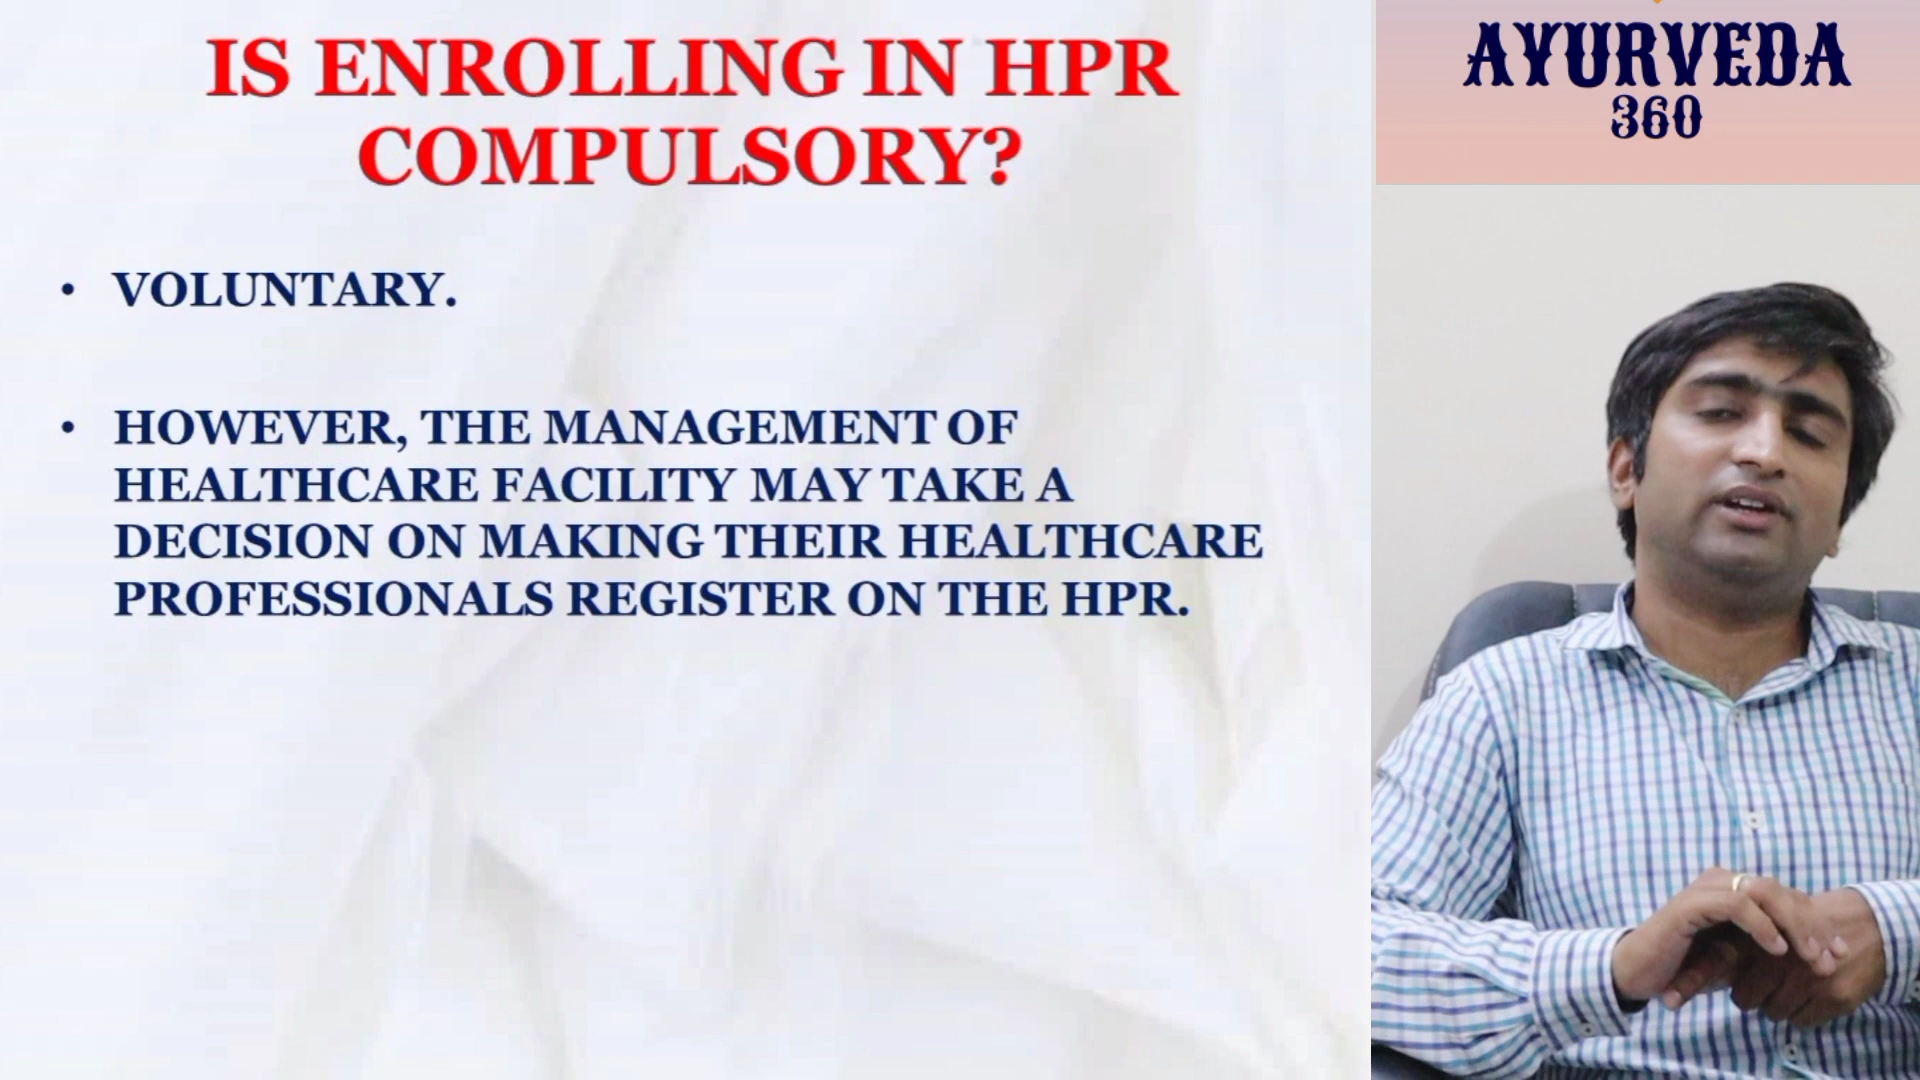 IS ENROLLING IN HPR
COMPULSORY?
• VOLUNTARY.
• HOWEVER, THE MANAGEMENT OF
HEALTHCARE FACILITY MAY TAKE A
DECISION ON MAKING THEIR HEALTHCARE
PROFESSIONALS REGISTER ON THE HPR.
AYURVEDA
360